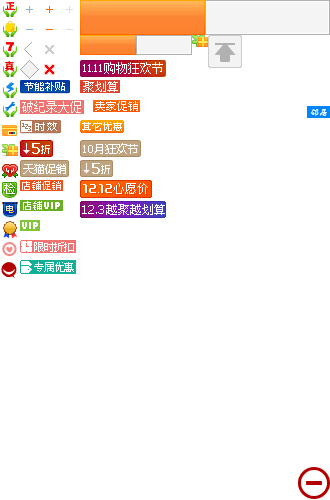 正
7
真
11.11购物狂欢节
节能补贴
聚划算
破纪录大促
卖家促销
时效
其它优惠
↓5折
10月狂欢节
天猫促销
↓5折
检
店铺促销
12.12心愿价
电
店铺VIP
12.3越聚越划算
VIP
限时折扣
专属优惠